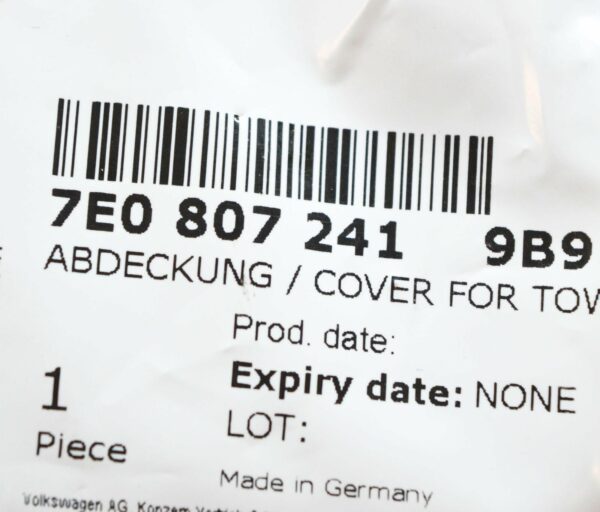 7E0 807 241 9B9
ABDECKUNG / COVER FOR TOW
Prod. date:
Expiry date: NONE
1
LOT:
Piece
Made in Germany
Volkswagen AG, Konzern